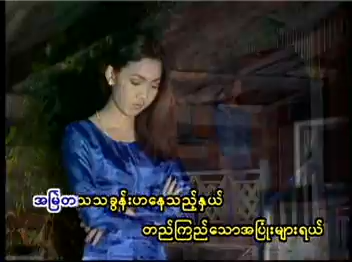 အမြဲတသသခွန်းဟနေသည့်နှယ်
တည်ကြည်သောအပြုံးများရယ်